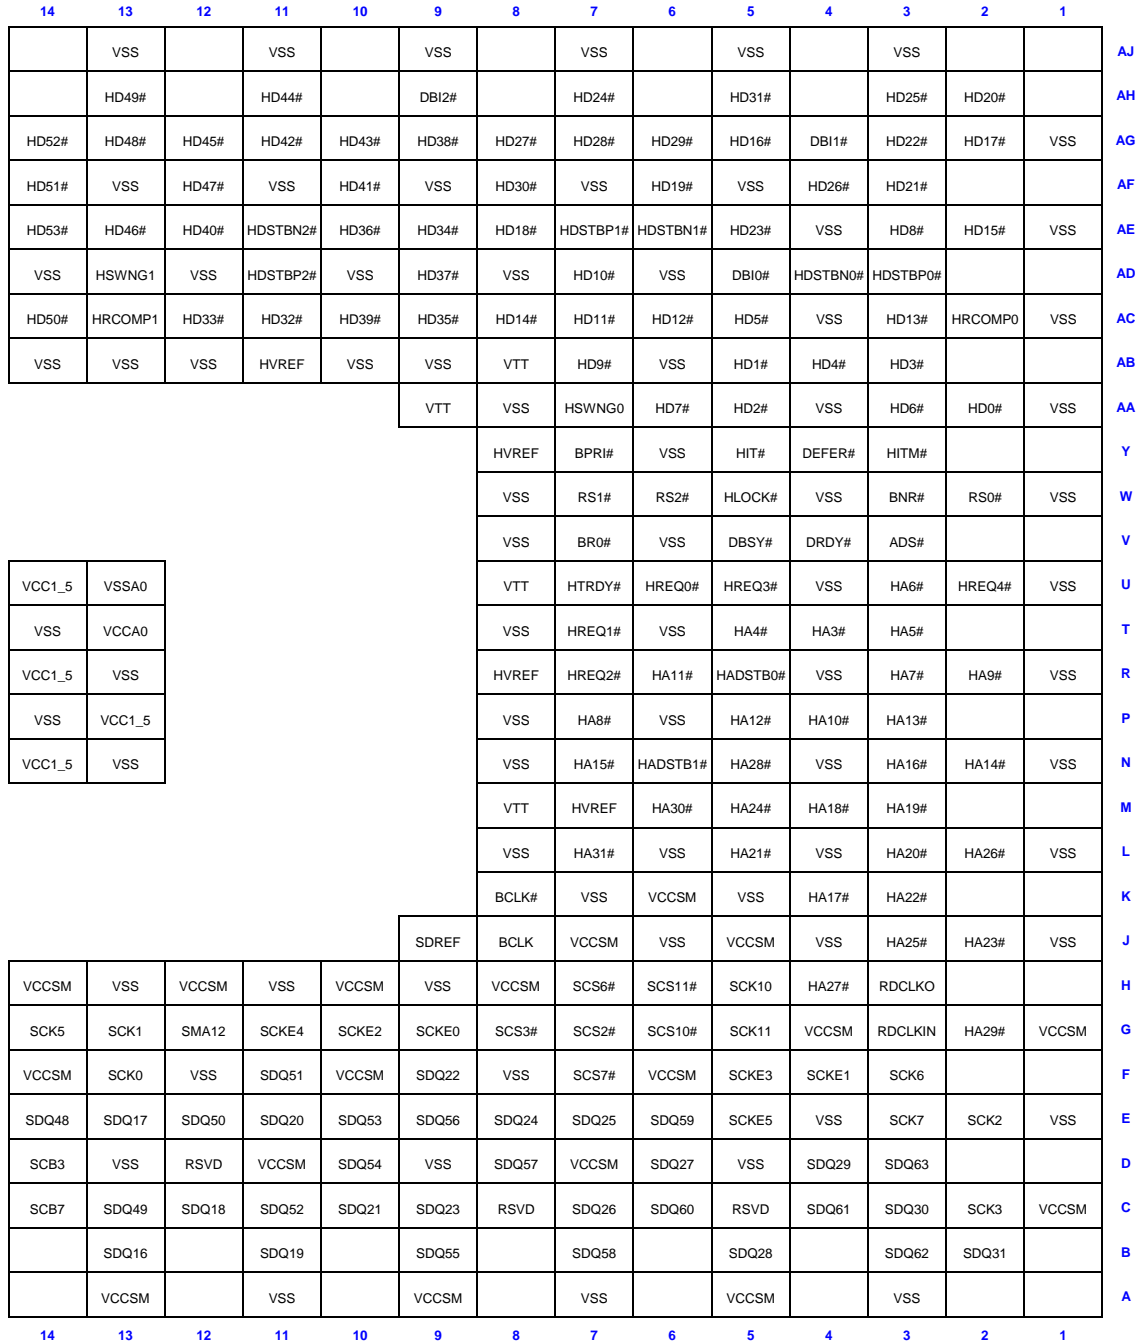 14 13 12 11 10 9 8 7 6 5 4 3 2 1
VSS VSS VSS VSS VSS VSS AJ
HD49# HD44# DBI2# HD24# HD31# HD25# HD20# AH
HD52# HD48# HD45# HD42# HD43# HD38# HD27# HD28# HD29# HD16# DBI1# HD22# HD17# VSS AG
HD51# VSS HD47# VSS HD41# VSS HD30# VSS HD19# VSS HD26# HD21# AF
HD53# HD46# HD40# HDSTBN2# HD36# HD34# HD18# HDSTBP1# HDSTBN1# HD23# VSS HD8# HD15# VSS AE
VSS HSWNG1 VSS HDSTBP2# VSS HD37# VSS HD10# VSS DBI0# HDSTBN0# HDSTBP0# AD
HD50# HRCOMP1 HD33# HD32# HD39# HD35# HD14# HD11# HD12# HD5# VSS HD13# HRCOMP0 VSS AC
VSS VSS VSS HVREF VSS VSS VTT HD9# VSS HD1# HD4# HD3# AB
VTT VSS HSWNG0 HD7# HD2# VSS HD6# HD0# VSS AA
HVREF BPRI# VSS HIT# DEFER# HITM# Y
VSS RS1# RS2# HLOCK# VSS BNR# RS0# VSS W
VSS BR0# VSS DBSY# DRDY# ADS# V
VCC1_5 VSSA0 VTT HTRDY# HREQ0# HREQ3# VSS HA6# HREQ4# VSS U
VSS VCCA0 VSS HREQ1# VSS HA4# HA3# HA5# T
VCC1_5 VSS HVREF HREQ2# HA11# HADSTB0# VSS HA7# HA9# VSS R
VSS VCC1_5 VSS HA8# VSS HA12# HA10# HA13# P
VCC1_5 VSS VSS HA15# HADSTB1# HA28# VSS HA16# HA14# VSS N
VTT HVREF HA30# HA24# HA18# HA19# M
VSS HA31# VSS HA21# VSS HA20# HA26# VSS L
BCLK# VSS VCCSM VSS HA17# HA22# K
SDREF BCLK VCCSM VSS VCCSM VSS HA25# HA23# VSS J
VCCSM VSS VCCSM VSS VCCSM VSS VCCSM SCS6# SCS11# SCK10 HA27# RDCLKO H
SCK5 SCK1 SMA12 SCKE4 SCKE2 SCKE0 SCS3# SCS2# SCS10# SCK11 VCCSM RDCLKIN HA29# VCCSM G
VCCSM SCK0 VSS SDQ51 VCCSM SDQ22 VSS SCS7# VCCSM SCKE3 SCKE1 SCK6 F
SDQ48 SDQ17 SDQ50 SDQ20 SDQ53 SDQ56 SDQ24 SDQ25 SDQ59 SCKE5 VSS SCK7 SCK2 VSS E
SCB3 VSS RSVD VCCSM SDQ54 VSS SDQ57 VCCSM SDQ27 VSS SDQ29 SDQ63 D
SCB7 SDQ49 SDQ18 SDQ52 SDQ21 SDQ23 RSVD SDQ26 SDQ60 RSVD SDQ61 SDQ30 SCK3 VCCSM C
SDQ16 SDQ19 SDQ55 SDQ58 SDQ28 SDQ62 SDQ31 B
VCCSM VSS VCCSM VSS VCCSM VSS A
14 13 12 11 10 9 8 7 6 5 4 3 2 1